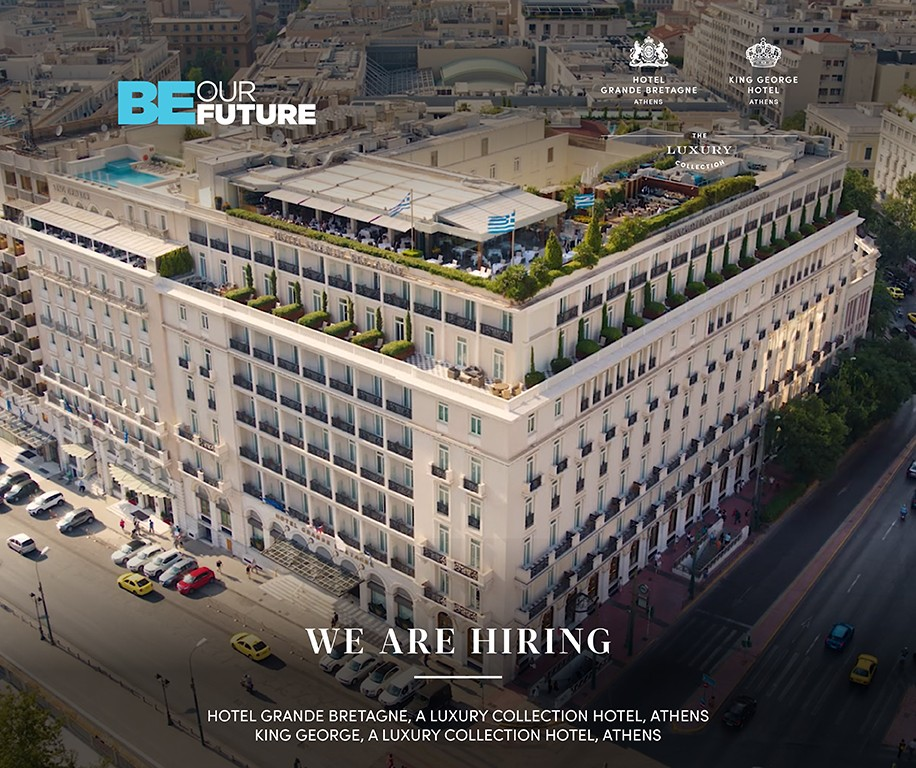 BE OUR
FUTURE
HOTEL
GRANDE BRETAGNE
ATHENS
KING GEORGE
HOTEL
ATHENS
THE
LUXURY
COLLECTION
WE ARE HIRING
HOTEL GRANDE BRETAGNE, A LUXURY COLLECTION HOTEL, ATHENS
KING GEORGE, A LUXURY COLLECTION HOTEL, ATHENS